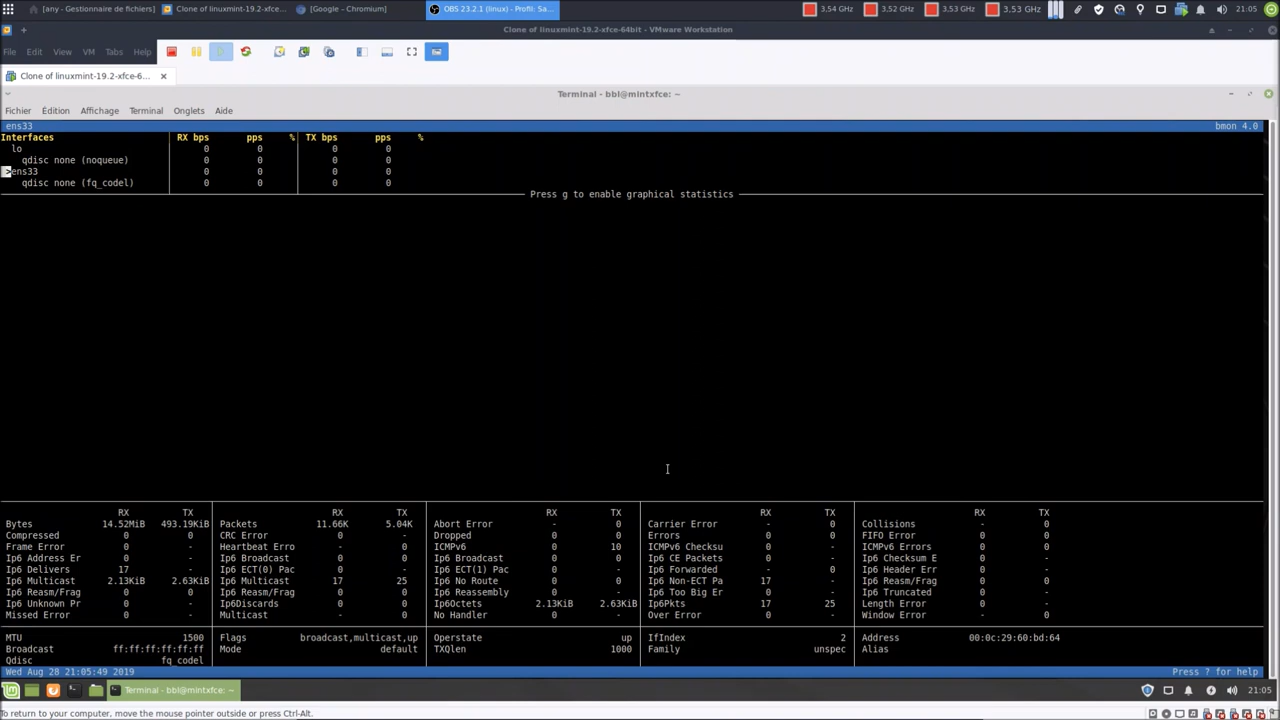 [any - Gestionnaire de fichiers] Clone of linuxmint-19.2-xfce... [Google - Chromium] OBS 23.2.1 (linux) - Profil: Sa... 3,54 GHz 3,52 GHz 3,53 GHz 3,53 GHz 21:05
Clone of linuxmint-19.2-xfce-64bit - VMware Workstation
File Edit View VM Tabs Help
Clone of linuxmint-19.2-xfce-6...
Terminal - bbl@mintxfce: ~
Fichier Édition Affichage Terminal Onglets Aide
ens33 bmon 4.0
Interfaces RX bps pps % TX bps pps %
lo 0 0 0 0
qdisc none (noqueue) 0 0 0 0
>ens33 0 0 0 0
qdisc none (fq_codel) 0 0 0 0
Press g to enable graphical statistics
RX TX RX TX RX TX RX TX RX TX
Bytes 14.52MiB 493.19KiB Packets 11.66K 5.04K Abort Error - 0 Carrier Error - 0 Collisions - 0
Compressed 0 0 CRC Error 0 - Dropped 0 0 Errors 0 0 FIFO Error 0 0
Frame Error 0 - Heartbeat Erro - 0 ICMPv6 0 10 ICMPv6 Checksu 0 - ICMPv6 Errors 0 0
Ip6 Address Er 0 - Ip6 Broadcast 0 0 Ip6 Broadcast 0 0 Ip6 CE Packets 0 - Ip6 Checksum E 0 -
Ip6 Delivers 17 - Ip6 ECT(0) Pac 0 - Ip6 ECT(1) Pac 0 - Ip6 Forwarded - 0 Ip6 Header Err 0 -
Ip6 Multicast 2.13KiB 2.63KiB Ip6 Multicast 17 25 Ip6 No Route 0 0 Ip6 Non-ECT Pa 17 - Ip6 Reasm/Frag 0 0
Ip6 Reasm/Frag 0 0 Ip6 Reasm/Frag 0 0 Ip6 Reassembly 0 - Ip6 Too Big Er 0 - Ip6 Truncated 0 -
Ip6 Unknown Pr 0 - Ip6Discards 0 0 Ip6Octets 2.13KiB 2.63KiB Ip6Pkts 17 25 Length Error 0 -
Missed Error 0 - Multicast - 0 No Handler 0 - Over Error 0 - Window Error - 0
MTU 1500 Flags broadcast,multicast,up Operstate up IfIndex 2 Address 00:0c:29:60:bd:64
Broadcast ff:ff:ff:ff:ff:ff Mode default TXQlen 1000 Family unspec Alias
Qdisc fq_codel
Wed Aug 28 21:05:49 2019 Press ? for help
Terminal - bbl@mintxfce: ~ 21:05
To return to your computer, move the mouse pointer outside or press Ctrl-Alt.